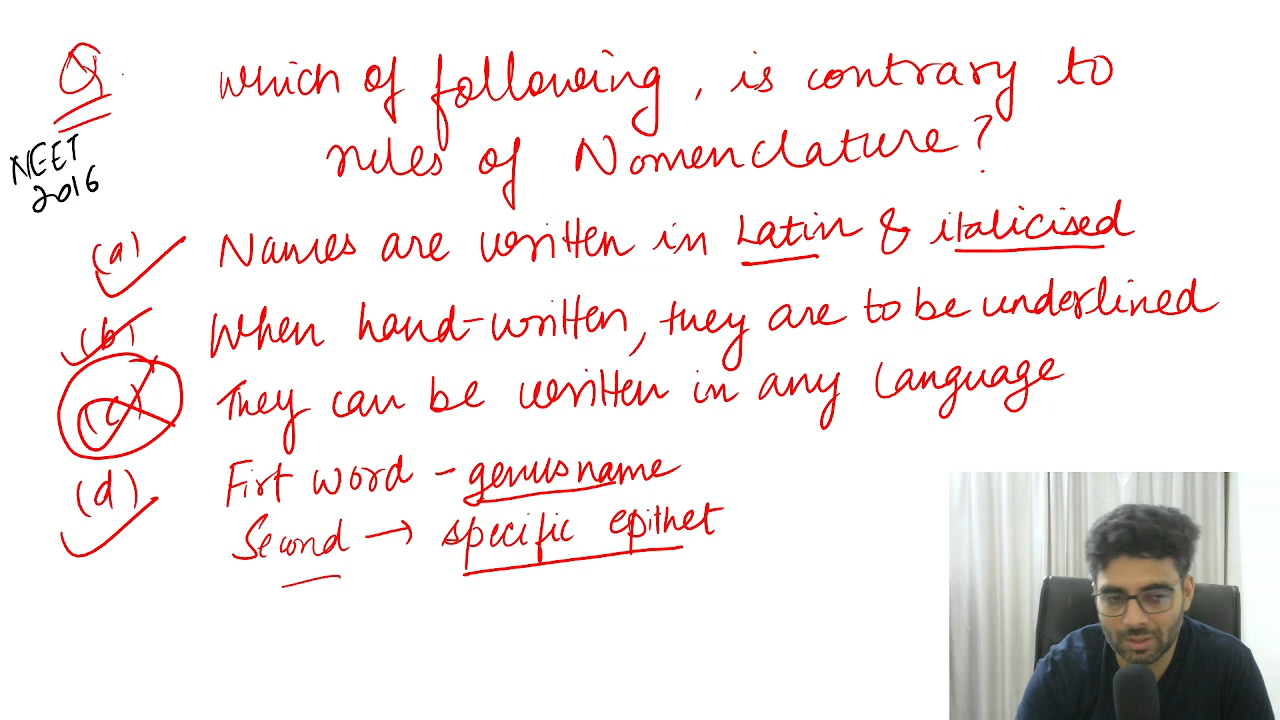 Q
which of following, is contrary to
rules of Nomenclature?
NEET
2016
(a) Names are written in Latin & italicised
(b) When hand-written, they are to be underlined
(c) They can be written in any language
(d) Firt word - genus name
Second → specific epithet